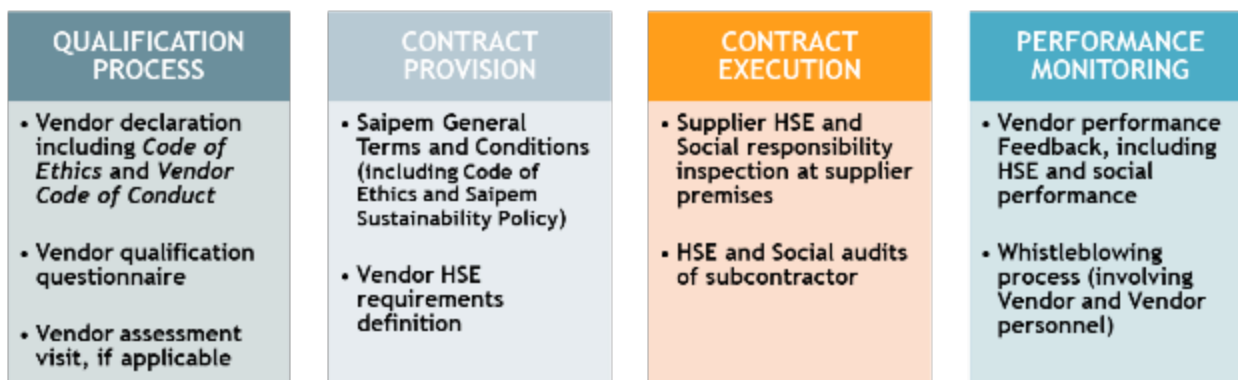 QUALIFICATION
PROCESS
• Vendor declaration
including Code of
Ethics and Vendor
Code of Conduct
• Vendor qualification
questionnaire
• Vendor assessment
visit, if applicable
CONTRACT
PROVISION
• Saipem General
Terms and Conditions
(including Code of
Ethics and Saipem
Sustainability Policy)
• Vendor HSE
requirements
definition
CONTRACT
EXECUTION
• Supplier HSE and
Social responsibility
inspection at supplier
premises
• HSE and Social audits
of subcontractor
PERFORMANCE
MONITORING
• Vendor performance
Feedback, including
HSE and social
performance
• Whistleblowing
process (involving
Vendor and Vendor
personnel)